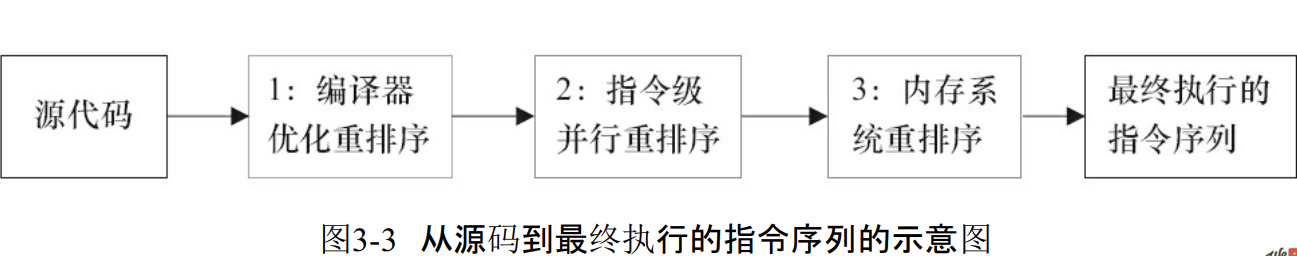 源代码
1：编译器
优化重排序
2：指令级
并行重排序
3：内存系
统重排序
最终执行的
指令序列
图3-3 从源码到最终执行的指令序列的示意图